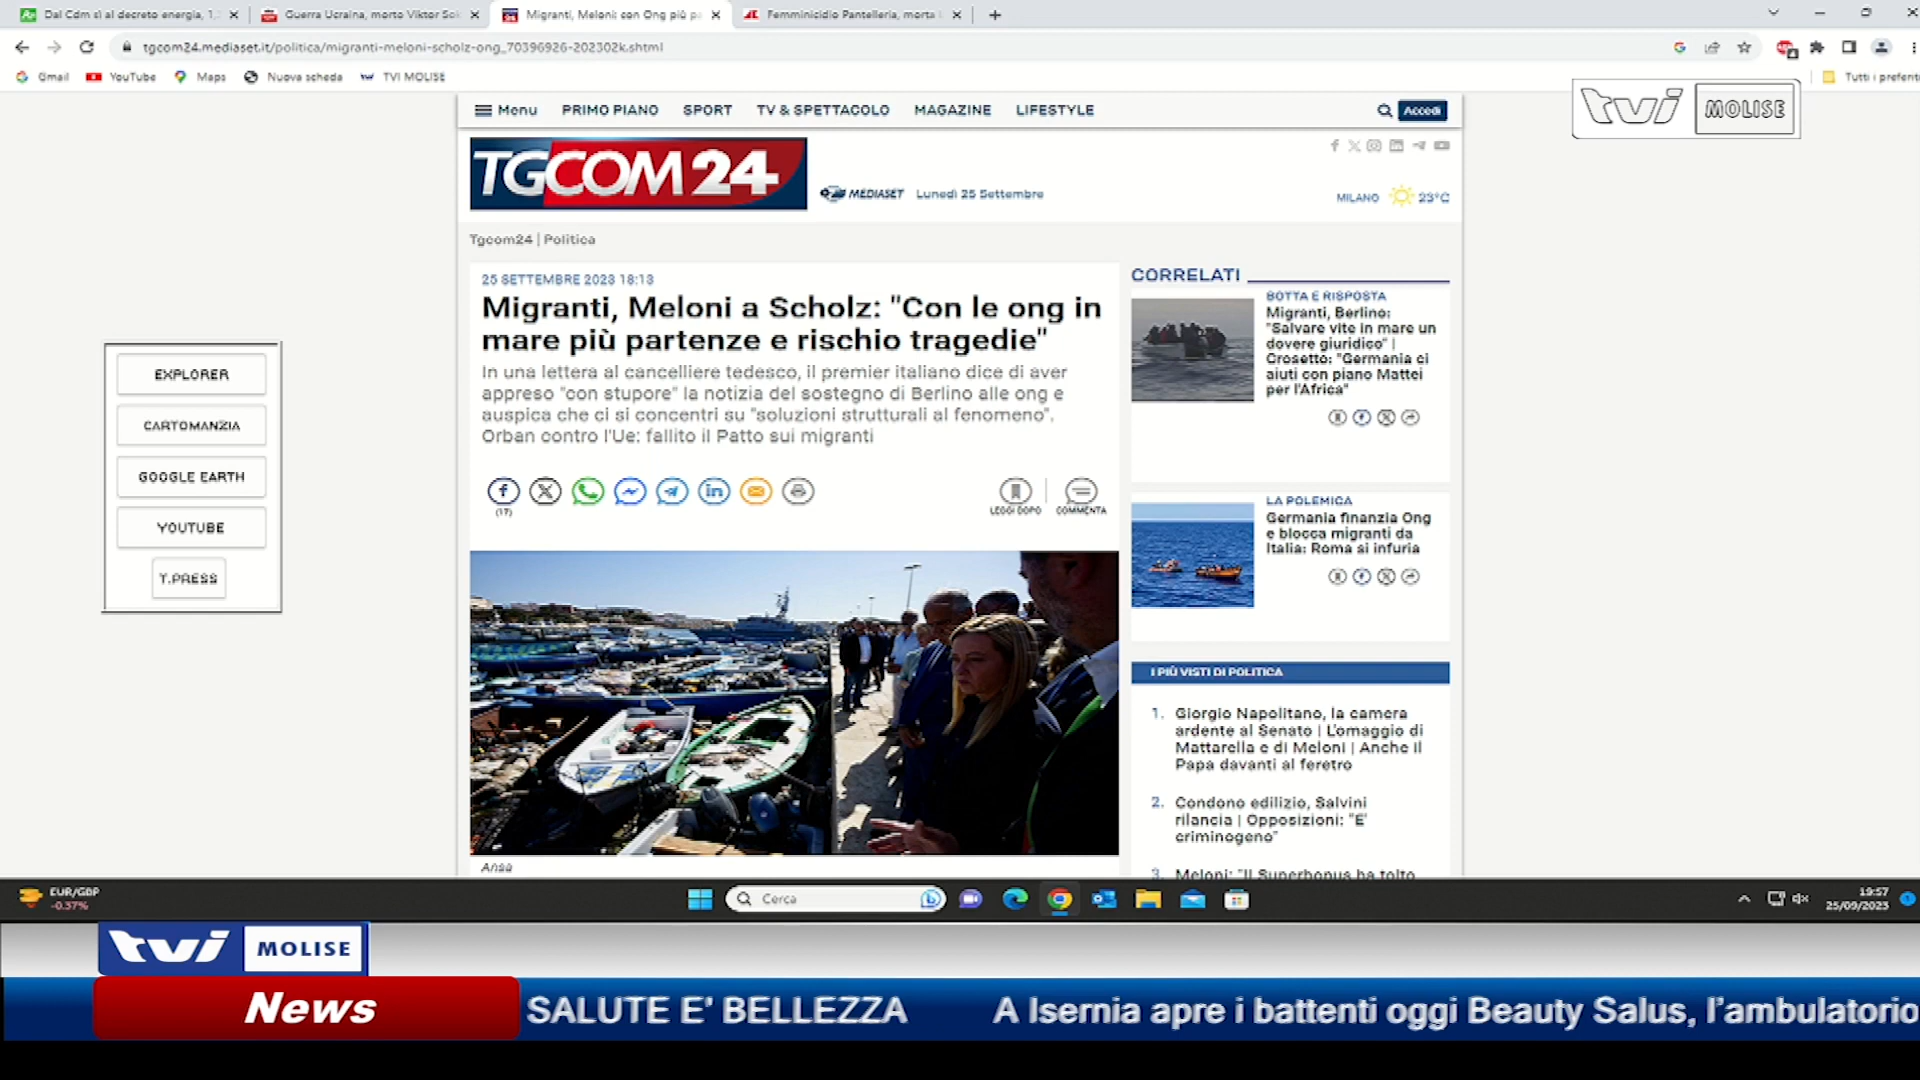 Dal Cdm sì al decreto energia, 1,
Guerra Ucraina, morto Viktor Sok
Migranti, Meloni: con Ong più pa
Femminicidio Pantelleria, morta
tgcom24.mediaset.it/politica/migranti-meloni-scholz-ong_70396926-202302k.shtml
Gmail YouTube Maps Nuova scheda TVI MOLISE
Tutti i preferit
tvi MOLISE
Menu PRIMO PIANO SPORT TV & SPETTACOLO MAGAZINE LIFESTYLE
Accedi
TGCOM24
MEDIASET Lunedì 25 Settembre
MILANO 23°C
Tgcom24 | Politica
25 SETTEMBRE 2023 18:13
Migranti, Meloni a Scholz: "Con le ong in
mare più partenze e rischio tragedie"
In una lettera al cancelliere tedesco, il premier italiano dice di aver
appreso "con stupore" la notizia del sostegno di Berlino alle ong e
auspica che ci si concentri su "soluzioni strutturali al fenomeno".
Orban contro l'Ue: fallito il Patto sui migranti
(17)
LEGGI DOPO
COMMENTA
Ansa
CORRELATI
BOTTA E RISPOSTA
Migranti, Berlino:
"Salvare vite in mare un
dovere giuridico" |
Crosetto: "Germania ci
aiuti con piano Mattei
per l'Africa"
LA POLEMICA
Germania finanzia Ong
e blocca migranti da
Italia: Roma si infuria
I PIÙ VISTI DI POLITICA
1. Giorgio Napolitano, la camera
ardente al Senato | L'omaggio di
Mattarella e di Meloni | Anche il
Papa davanti al feretro
2. Condono edilizio, Salvini
rilancia | Opposizioni: "E'
criminogeno"
3. Meloni: "Il Superbonus ha tolto
EXPLORER
CARTOMANZIA
GOOGLE EARTH
YOUTUBE
T.PRESS
EUR/GBP
-0.37%
Cerca
19:57
25/09/2023
tvi MOLISE
News
SALUTE E' BELLEZZA A Isernia apre i battenti oggi Beauty Salus, l'ambulatorio